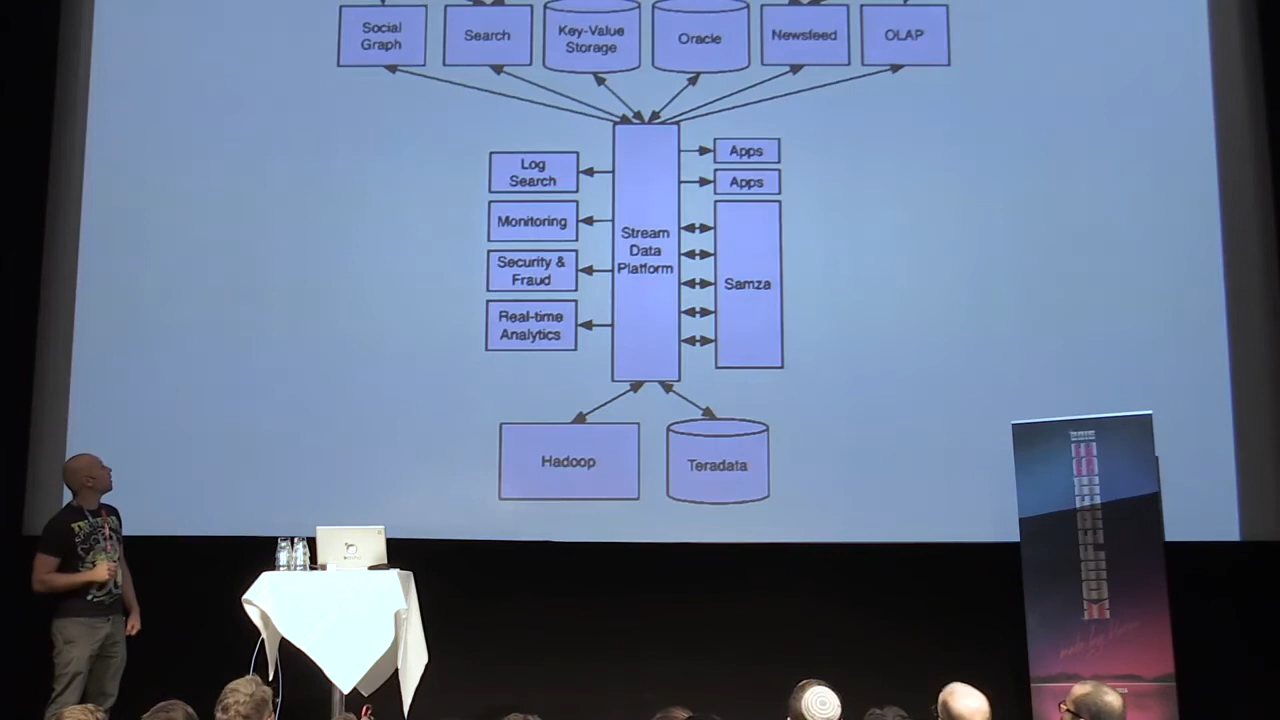 Social
Graph
Search
Key-Value
Storage
Oracle
Newsfeed
OLAP
Log
Search
Monitoring
Security &
Fraud
Real-time
Analytics
Stream
Data
Platform
Apps
Apps
Samza
Hadoop
Teradata